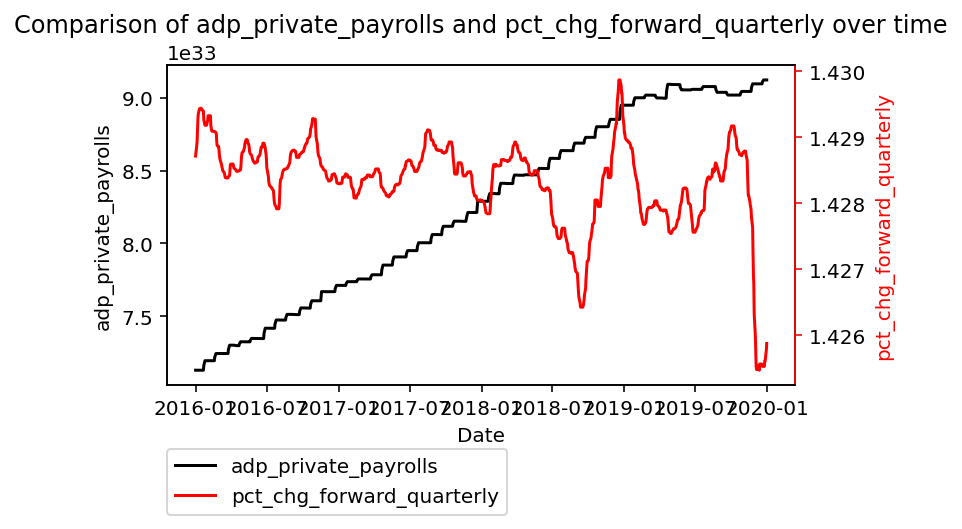 Comparison of adp_private_payrolls and pct_chg_forward_quarterly over time
1e33
9.0
8.5
8.0
7.5
adp_private_payrolls
1.430
1.429
1.428
1.427
1.426
pct_chg_forward_quarterly
2016-01 2016-07 2017-01 2017-07 2018-01 2018-07 2019-01 2019-07 2020-01
Date
adp_private_payrolls
pct_chg_forward_quarterly